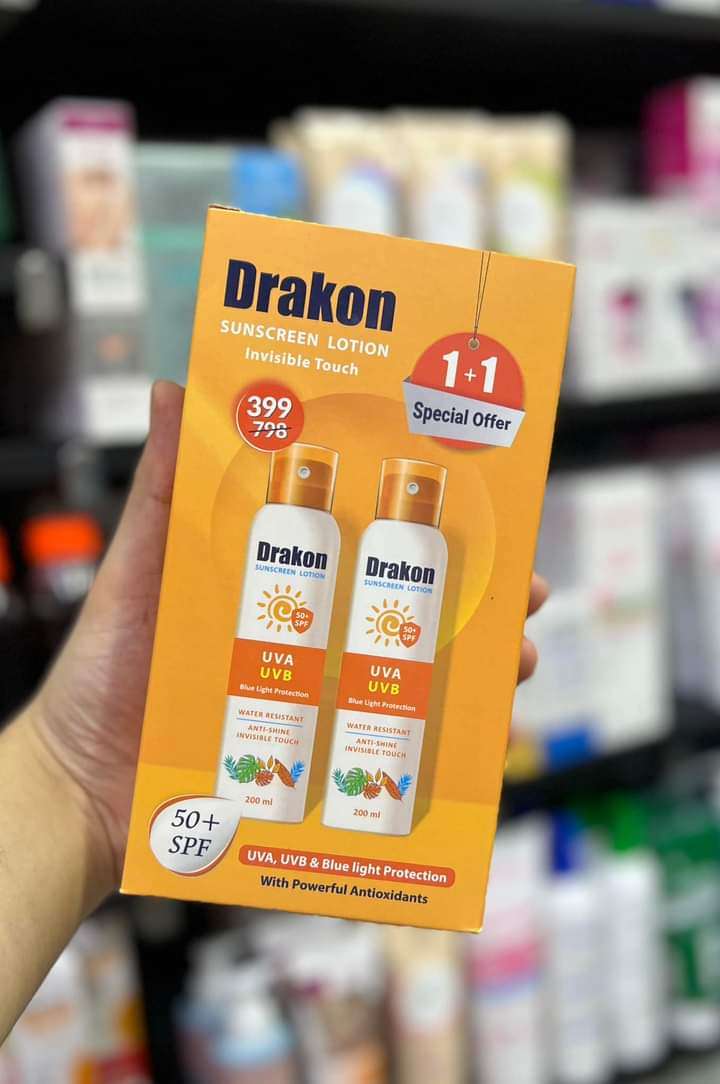 Drakon
SUNSCREEN LOTION
Invisible Touch
1+1
Special Offer
399
798
Drakon
SUNSCREEN LOTION
50+
SPF
UVA
UVB
Blue Light Protection
WATER RESISTANT
ANTI-SHINE
INVISIBLE TOUCH
200 ml
Drakon
SUNSCREEN LOTION
50+
SPF
UVA
UVB
Blue Light Protection
WATER RESISTANT
ANTI-SHINE
INVISIBLE TOUCH
200 ml
50+
SPF
UVA, UVB & Blue light Protection
With Powerful Antioxidants